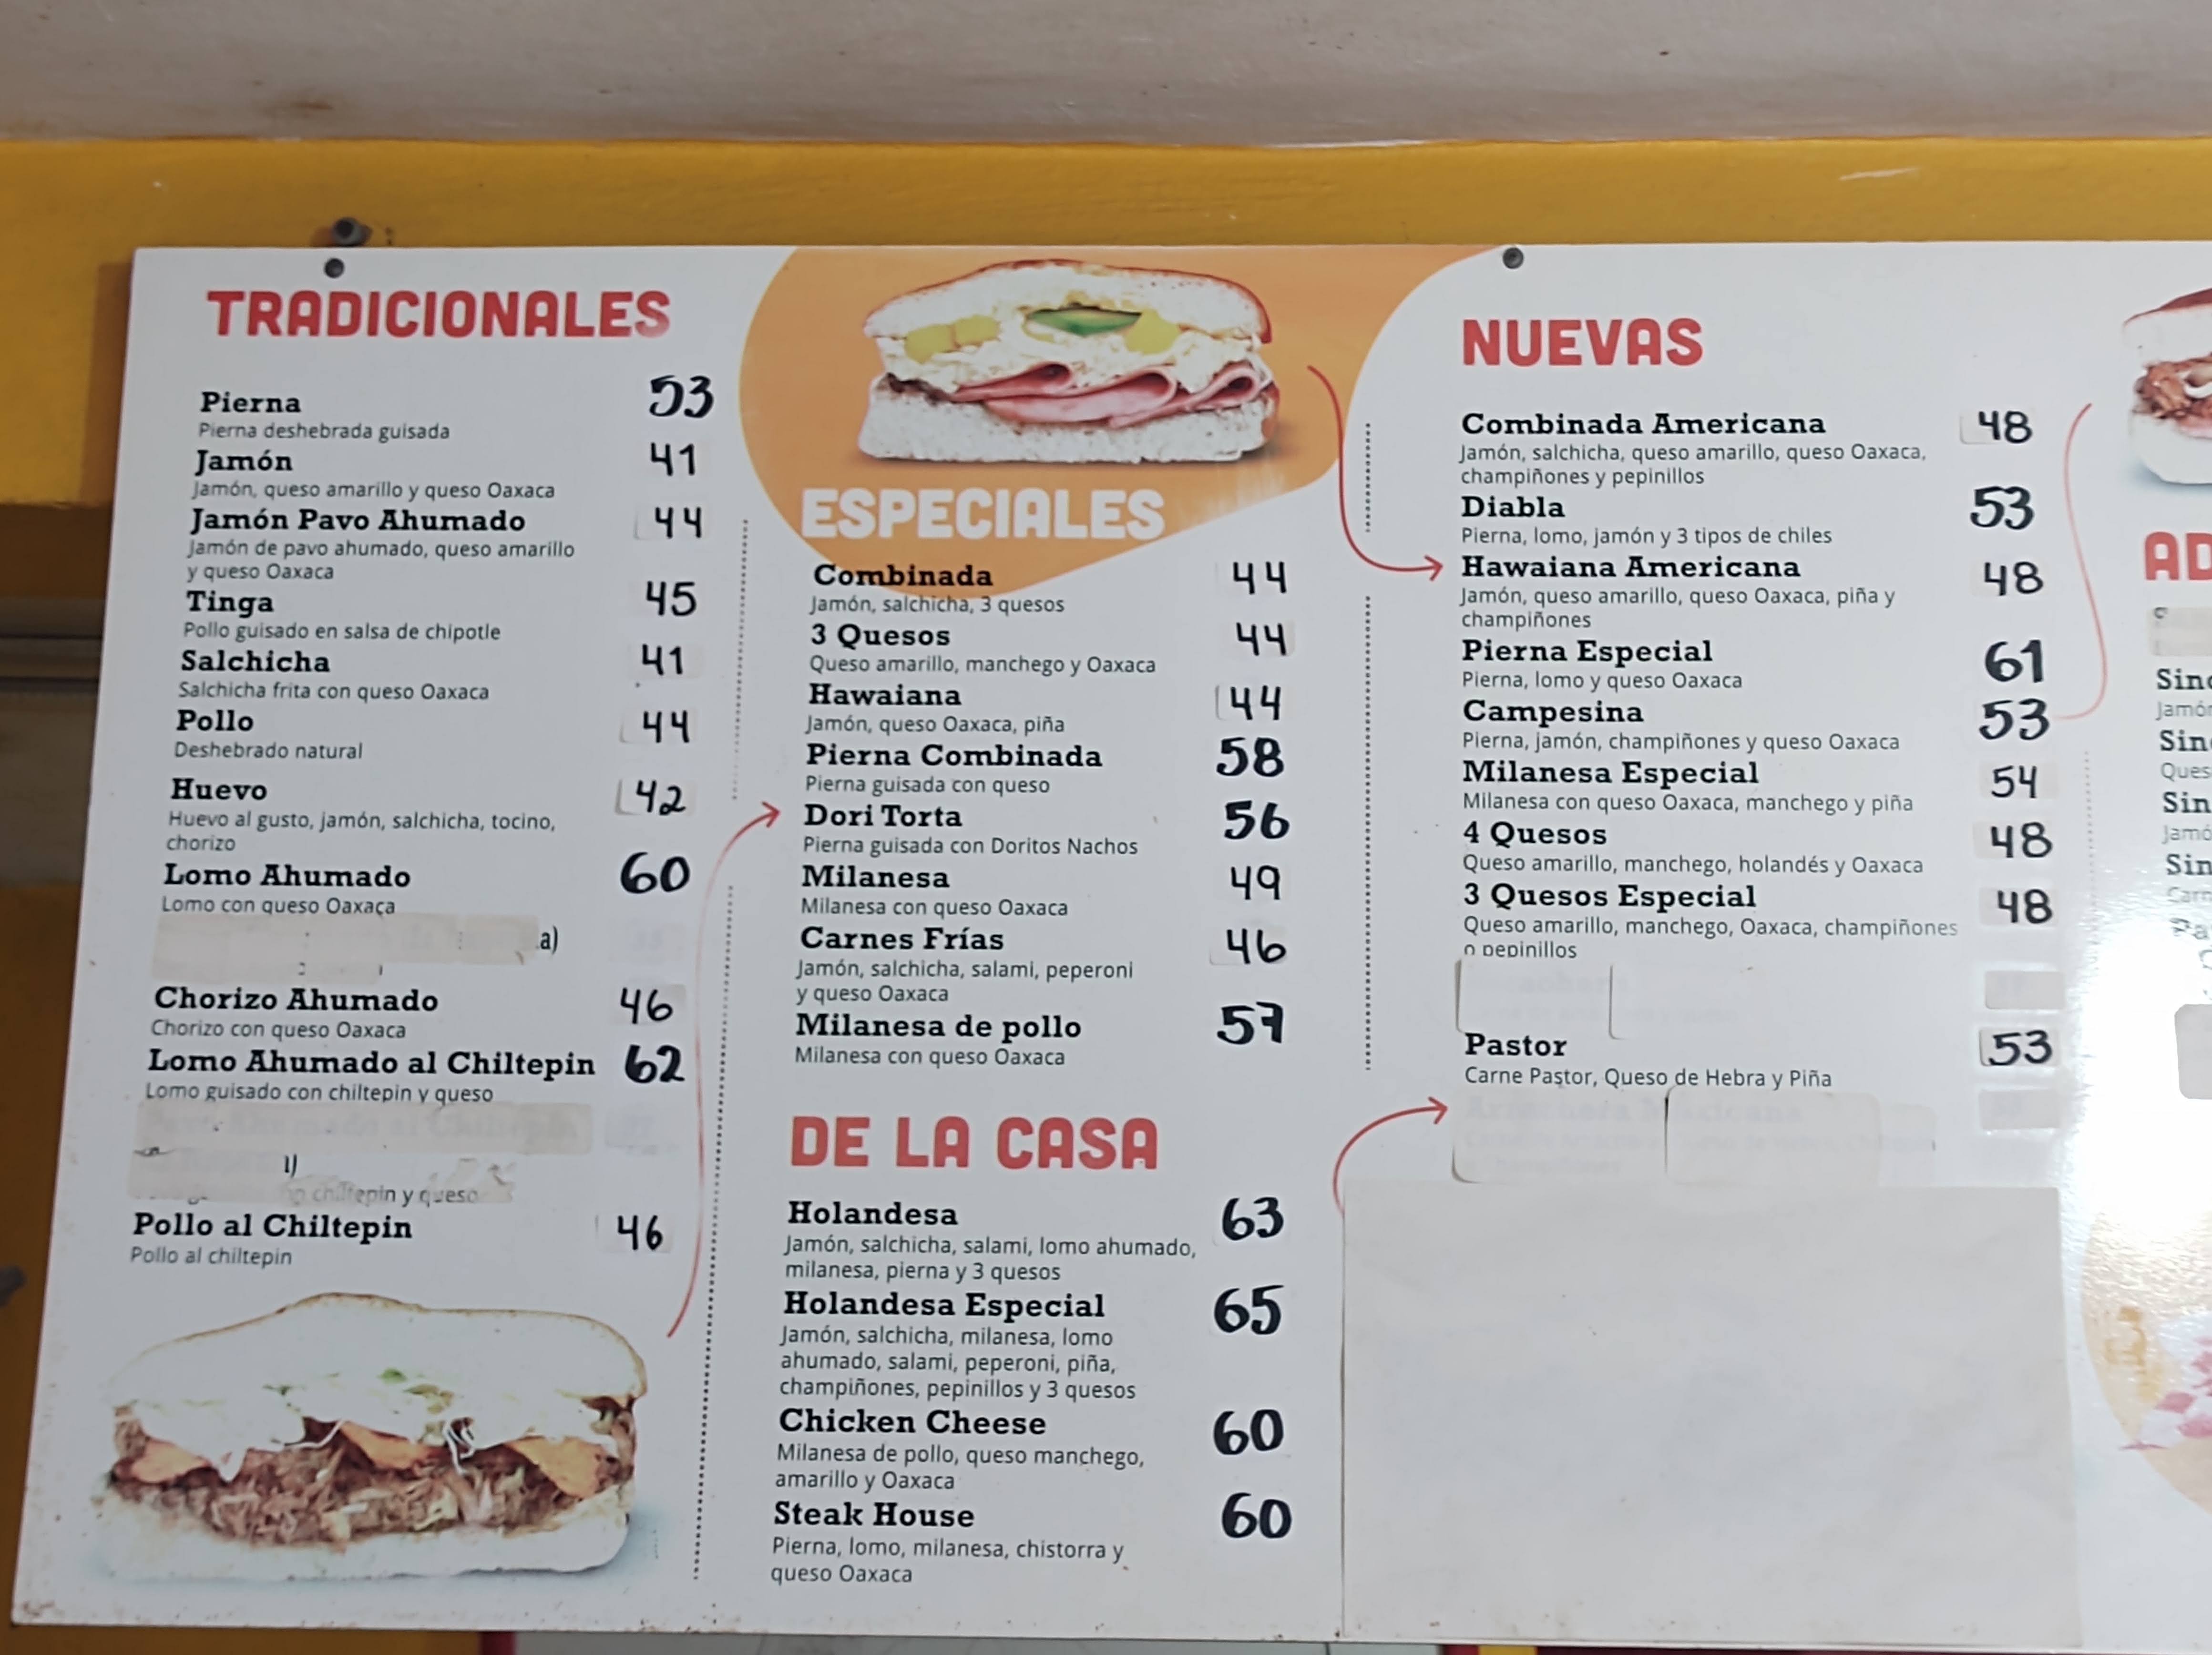 TRADICIONALES
Pierna 53
Pierna deshebrada guisada
Jamón 41
Jamón, queso amarillo y queso Oaxaca
Jamón Pavo Ahumado 44
Jamón de pavo ahumado, queso amarillo
y queso Oaxaca
Tinga 45
Pollo guisado en salsa de chipotle
Salchicha 41
Salchicha frita con queso Oaxaca
Pollo 44
Deshebrado natural
Huevo 42
Huevo al gusto, jamón, salchicha, tocino,
chorizo
Lomo Ahumado 60
Lomo con queso Oaxaca
a)
Chorizo Ahumado 46
Chorizo con queso Oaxaca
Lomo Ahumado al Chiltepin 62
Lomo guisado con chiltepin y queso
chiltepin y queso
Pollo al Chiltepin 46
Pollo al chiltepin
ESPECIALES
Combinada 44
Jamón, salchicha, 3 quesos
3 Quesos 44
Queso amarillo, manchego y Oaxaca
Hawaiana 44
Jamón, queso Oaxaca, piña
Pierna Combinada 58
Pierna guisada con queso
Dori Torta 56
Pierna guisada con Doritos Nachos
Milanesa 49
Milanesa con queso Oaxaca
Carnes Frías 46
Jamón, salchicha, salami, peperoni
y queso Oaxaca
Milanesa de pollo 57
Milanesa con queso Oaxaca
DE LA CASA
Holandesa 63
Jamón, salchicha, salami, lomo ahumado,
milanesa, pierna y 3 quesos
Holandesa Especial 65
Jamón, salchicha, milanesa, lomo
ahumado, salami, peperoni, piña,
champiñones, pepinillos y 3 quesos
Chicken Cheese 60
Milanesa de pollo, queso manchego,
amarillo y Oaxaca
Steak House 60
Pierna, lomo, milanesa, chistorra y
queso Oaxaca
NUEVAS
Combinada Americana 48
Jamón, salchicha, queso amarillo, queso Oaxaca,
champiñones y pepinillos
Diabla 53
Pierna, lomo, jamón y 3 tipos de chiles
Hawaiana Americana 48
Jamón, queso amarillo, queso Oaxaca, piña y
champiñones
Pierna Especial 61
Pierna, lomo y queso Oaxaca
Campesina 53
Pierna, jamón, champiñones y queso Oaxaca
Milanesa Especial 54
Milanesa con queso Oaxaca, manchego y piña
4 Quesos 48
Queso amarillo, manchego, holandés y Oaxaca
3 Quesos Especial 48
Queso amarillo, manchego, Oaxaca, champiñones
o pepinillos
Pastor 53
Carne Pastor, Queso de Hebra y Piña
AD
Sin
Jamó
Sin
Ques
Sin
Jamó
Sin
Carn